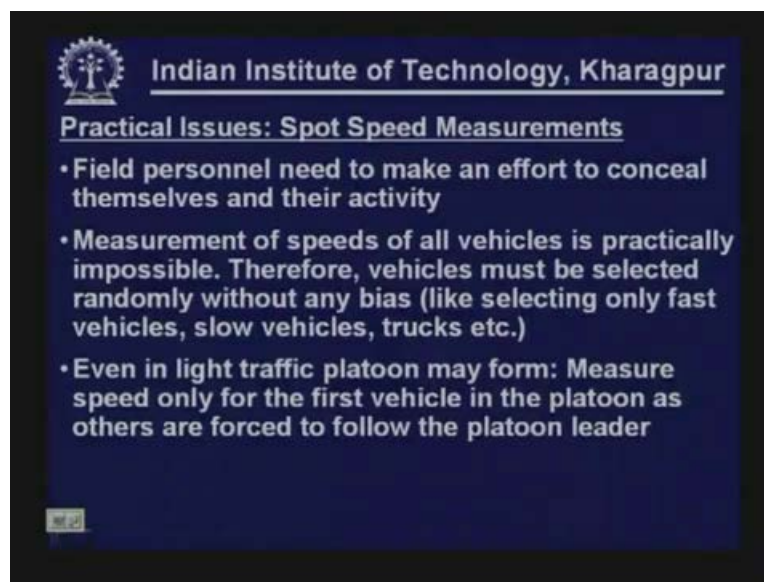 Indian Institute of Technology, Kharagpur
Practical Issues: Spot Speed Measurements
• Field personnel need to make an effort to conceal
themselves and their activity
• Measurement of speeds of all vehicles is practically
impossible. Therefore, vehicles must be selected
randomly without any bias (like selecting only fast
vehicles, slow vehicles, trucks etc.)
• Even in light traffic platoon may form: Measure
speed only for the first vehicle in the platoon as
others are forced to follow the platoon leader